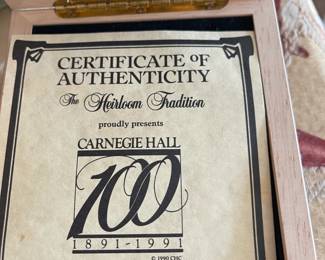 CERTIFICATE OF
AUTHENTICITY
The Heirloom Tradition
proudly presents
CARNEGIE HALL
100
1891-1991
© 1990 CHC